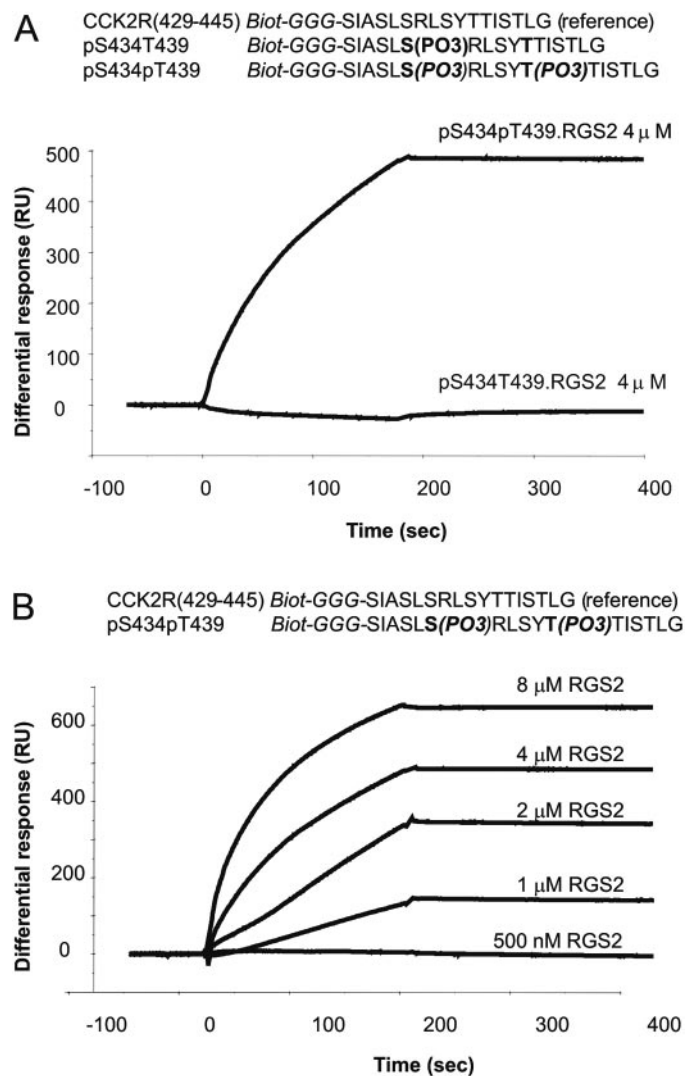 A
CCK2R(429-445) Biot-GGG-SIASLSRLSYTTISTLG (reference)
pS434T439 Biot-GGG-SIASLS(PO3)RLSYTTISTLG
pS434pT439 Biot-GGG-SIASLS(PO3)RLSYT(PO3)TISTLG
pS434pT439.RGS2 4 μ M
500
400
300
200
100
0
Differential response (RU)
pS434T439.RGS2 4 μ M
-100 0 100 200 300 400
Time (sec)
B
CCK2R(429-445) Biot-GGG-SIASLSRLSYTTISTLG (reference)
pS434pT439 Biot-GGG-SIASLS(PO3)RLSYT(PO3)TISTLG
600
400
200
0
Differential response (RU)
8 μM RGS2
4 μM RGS2
2 μM RGS2
1 μM RGS2
500 nM RGS2
-100 0 100 200 300 400
Time (sec)